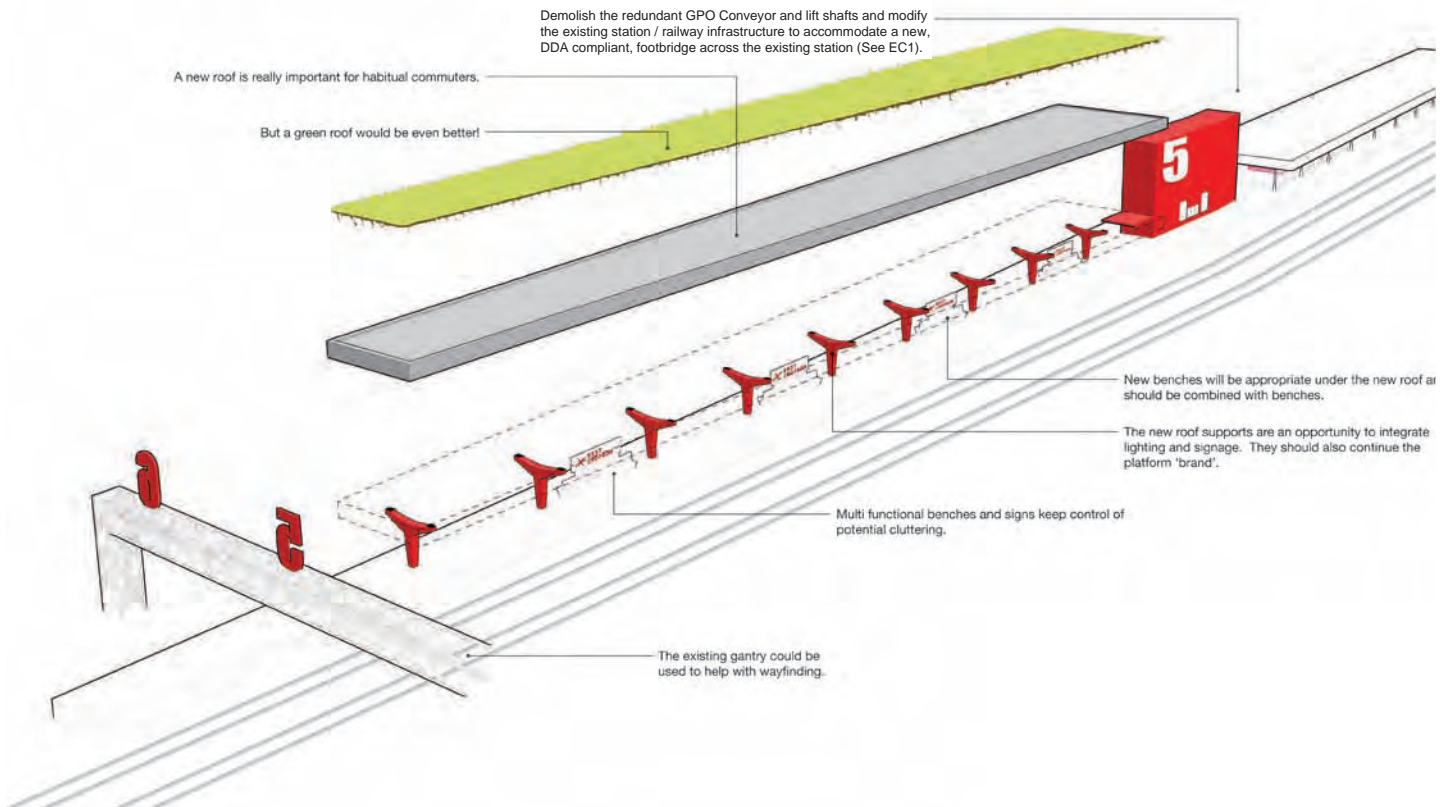 Demolish the redundant GPO Conveyor and lift shafts and modify
the existing station / railway infrastructure to accommodate a new,
DDA compliant, footbridge across the existing station (See EC1).
A new roof is really important for habitual commuters.
But a green roof would be even better!
5
New benches will be appropriate under the new roof
should be combined with benches.
The new roof supports are an opportunity to integrate
lighting and signage. They should also continue the
platform 'brand'.
Multi functional benches and signs keep control of
potential cluttering.
6
5
The existing gantry could be
used to help with wayfinding.